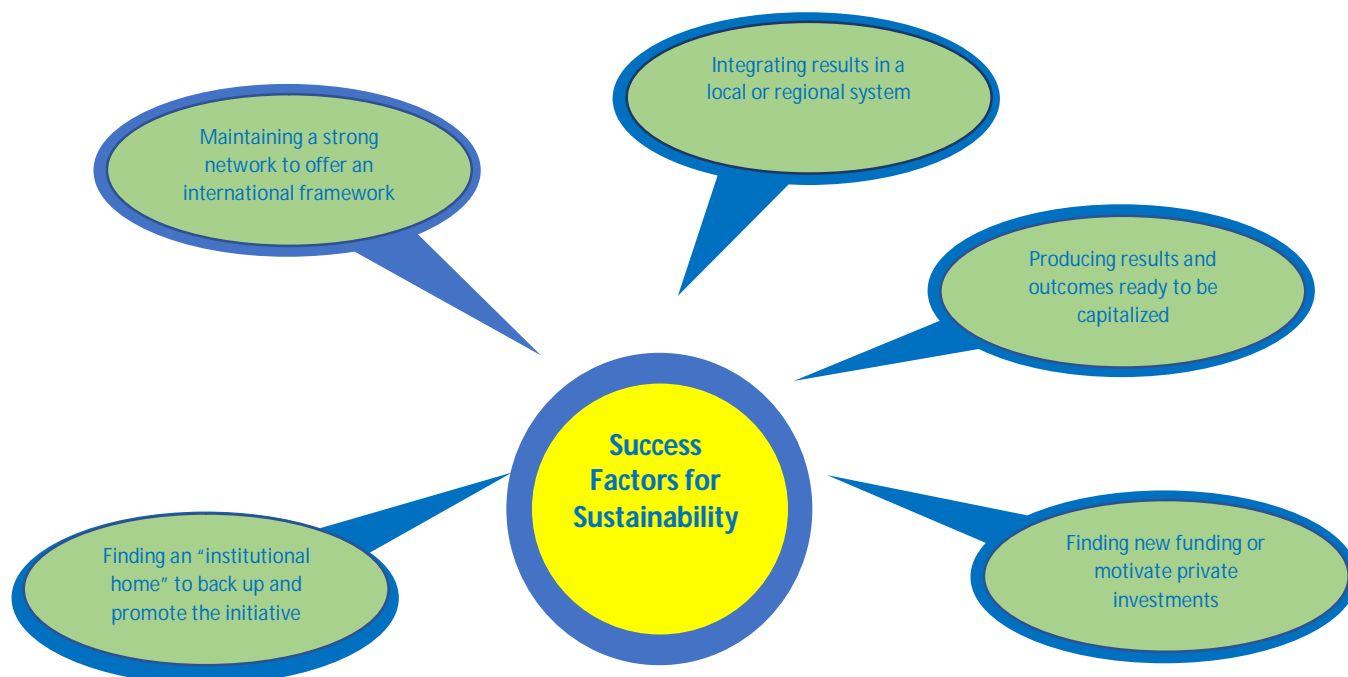 Integrating results in a
local or regional system
Maintaining a strong
network to offer an
international framework
Producing results and
outcomes ready to be
capitalized
Success
Factors for
Sustainability
Finding an “institutional
home” to back up and
promote the initiative
Finding new funding or
motivate private
investments